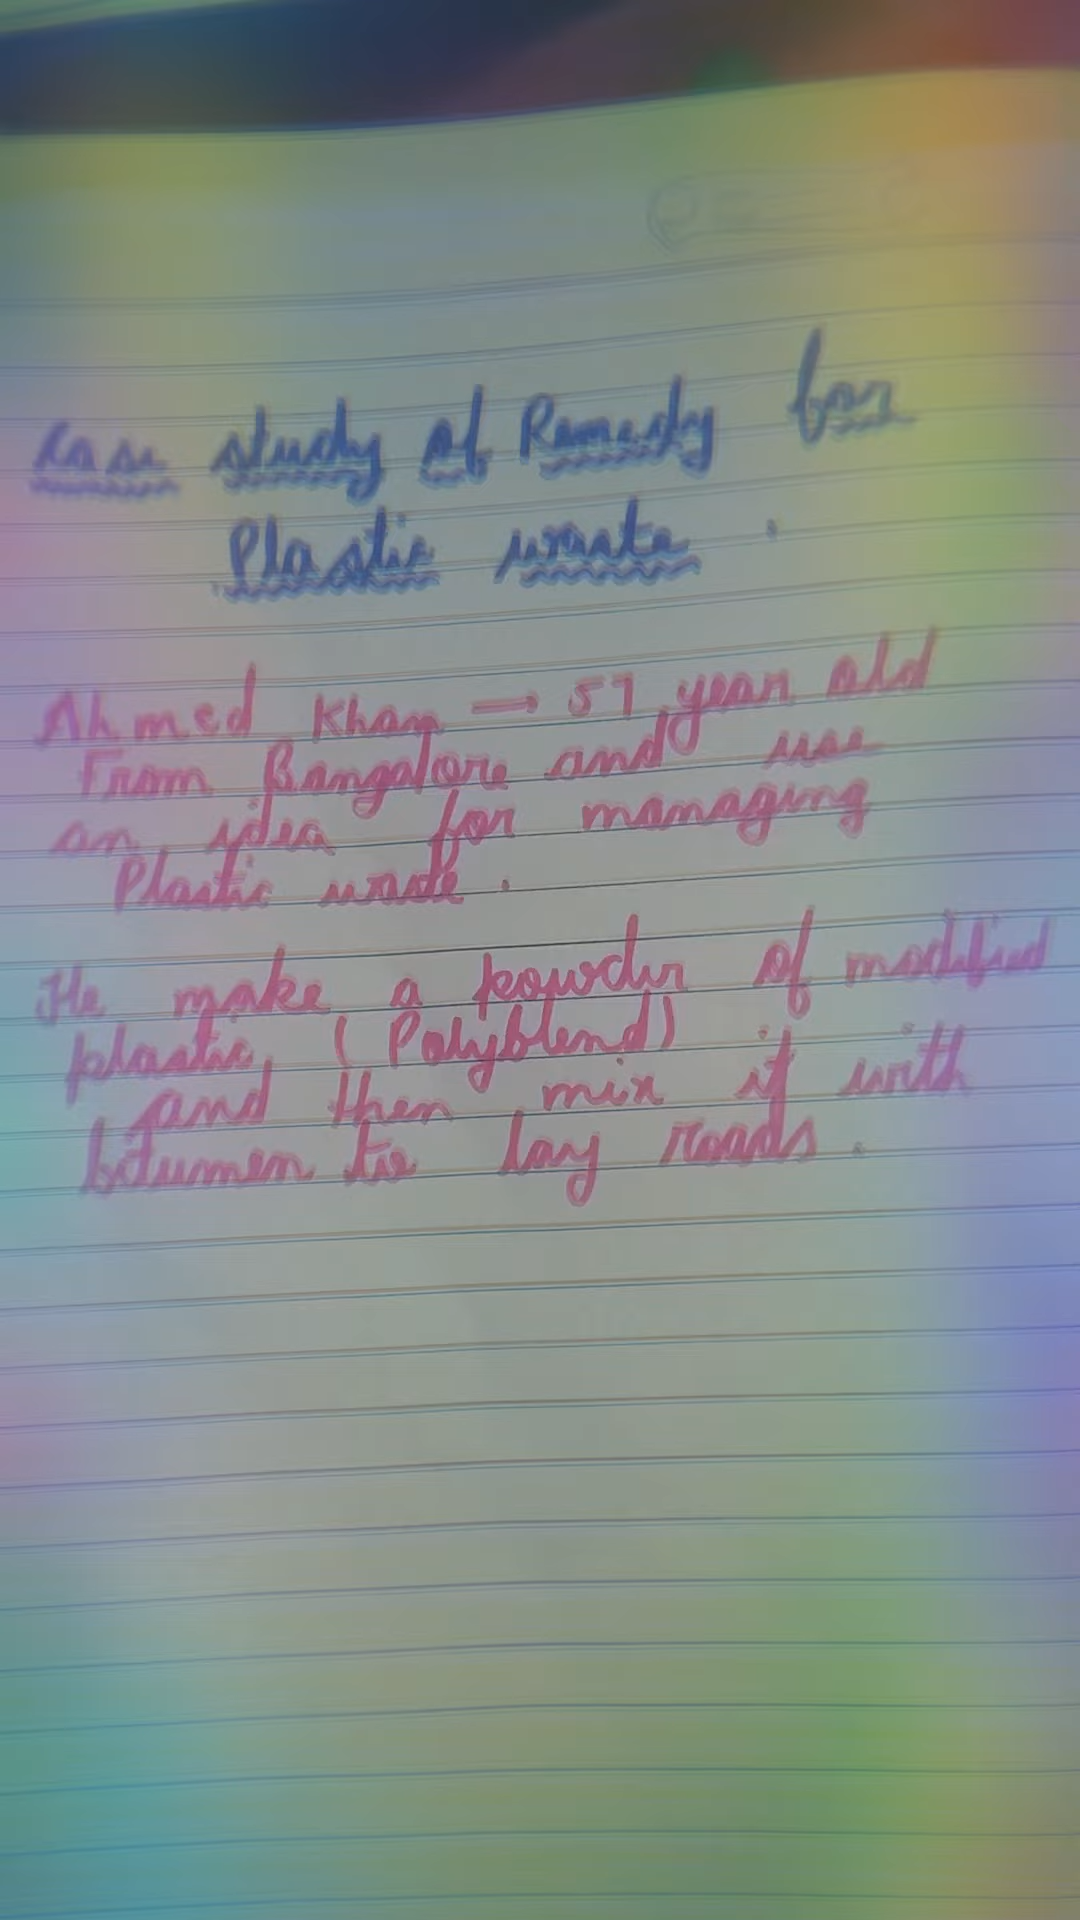 Case study of Remedy for
Plastic waste.
Ahmed Khan → 57 year old
From Bangalore and use
an idea for managing
Plastic waste.
He make a powder of modified
plastic, (Polyblend)
and then mix it with
bitumen to lay roads.